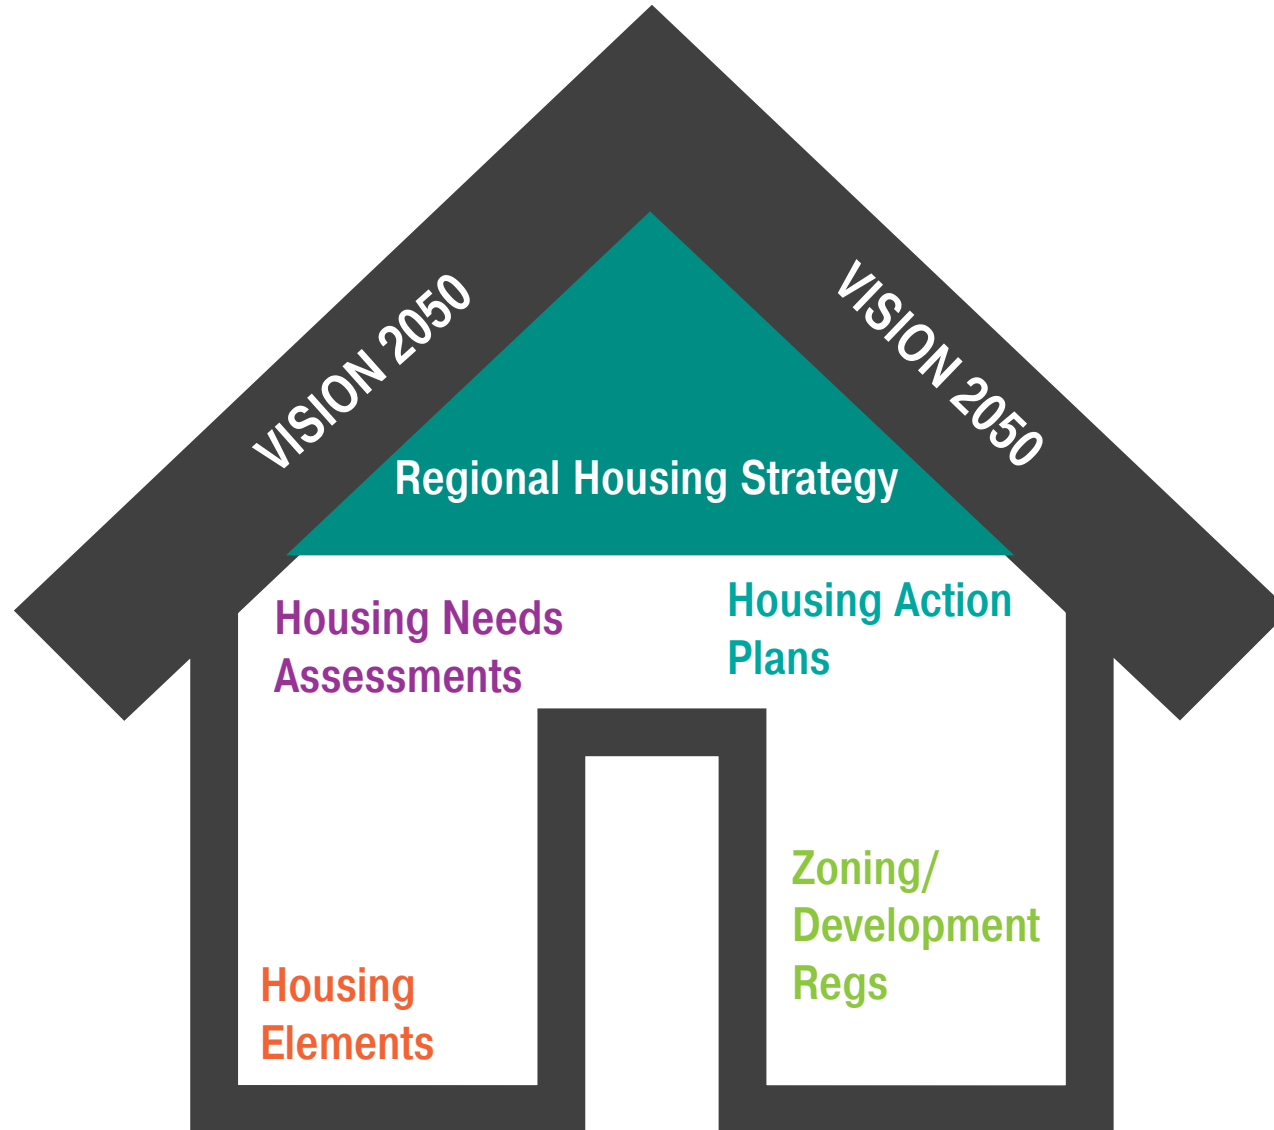 VISION 2050
VISION 2050
Regional Housing Strategy
Housing Needs
Assessments
Housing Action
Plans
Housing
Elements
Zoning/
Development
Regs